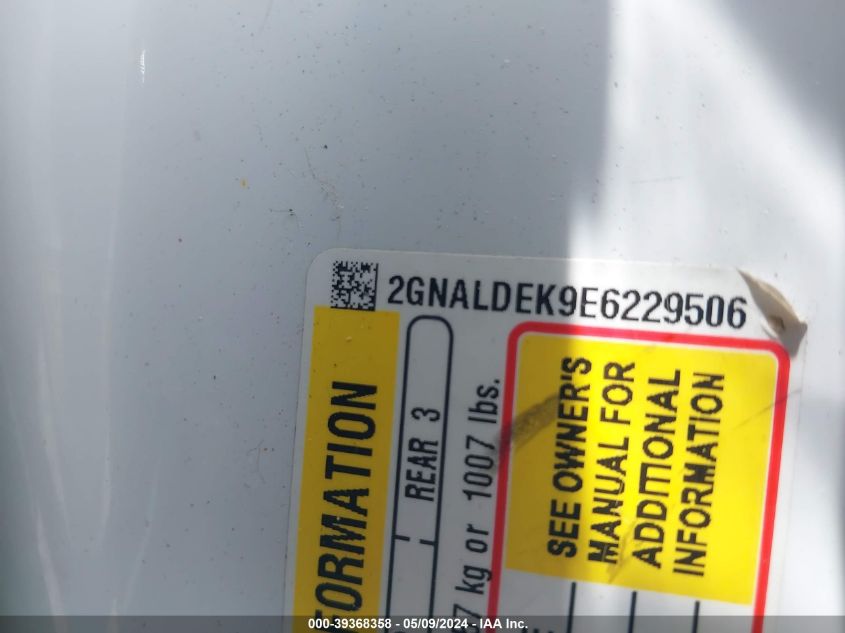 2GNALDEK9E6229506
FORMATION
REAR 3
7 kg or 1007 lbs.
SEE OWNER'S
MANUAL FOR
ADDITIONAL
INFORMATION
000-39368358 - 05/09/2024 - IAA Inc.